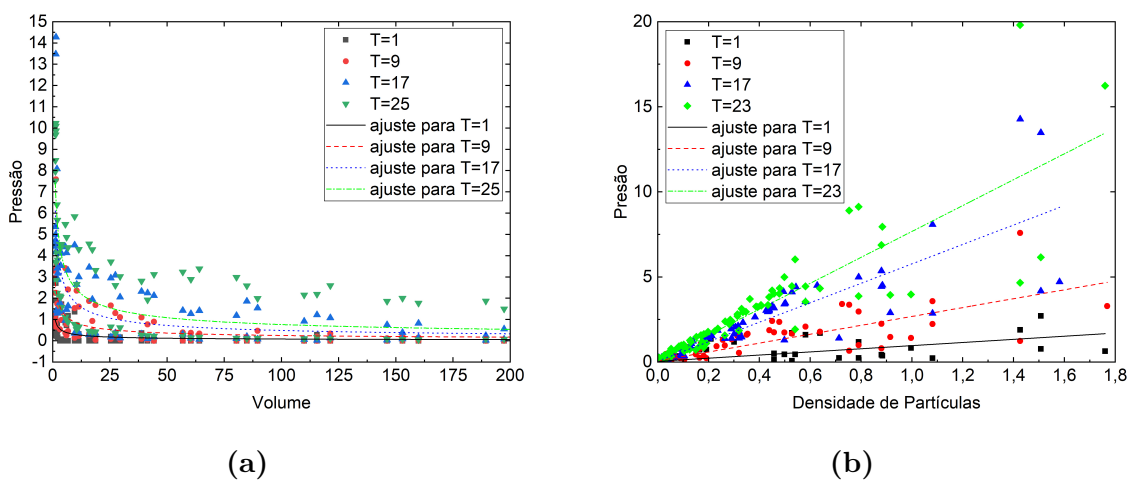 15
14
13
12
11
10
9
8
7
6
5
4
3
2
1
0
-1
Pressão
0
25
50
75
100
125
150
175
200
Volume
T=1
T=9
T=17
T=25
ajuste para T=1
ajuste para T=9
ajuste para T=17
ajuste para T=25
(a)
20
15
10
5
0
Presão
0,0
0,2
0,4
0,6
0,8
1,0
1,2
1,4
1,6
1,8
Densidade de Partículas
T=1
T=9
T=17
T=23
ajuste para T=1
ajuste para T=9
ajuste para T=17
ajuste para T=23
(b)